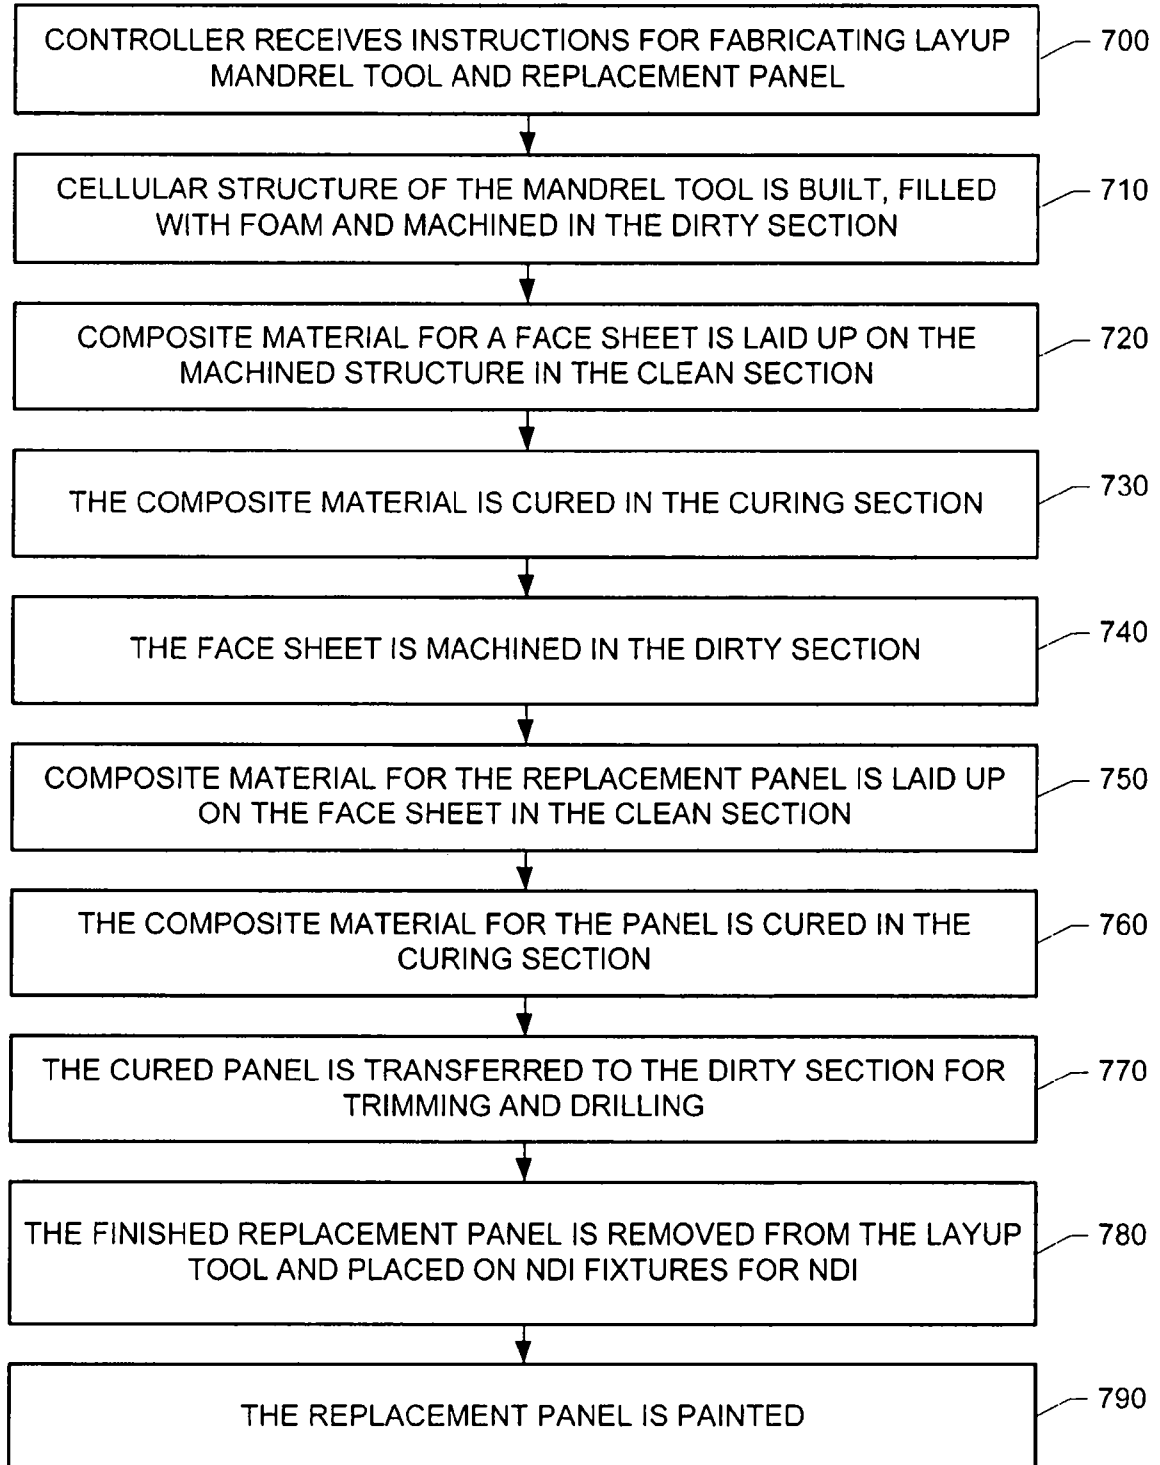 CONTROLLER RECEIVES INSTRUCTIONS FOR FABRICATING LAYUP
MANDREL TOOL AND REPLACEMENT PANEL
700
CELLULAR STRUCTURE OF THE MANDREL TOOL IS BUILT, FILLED
WITH FOAM AND MACHINED IN THE DIRTY SECTION
710
COMPOSITE MATERIAL FOR A FACE SHEET IS LAID UP ON THE
MACHINED STRUCTURE IN THE CLEAN SECTION
720
THE COMPOSITE MATERIAL IS CURED IN THE CURING SECTION
730
THE FACE SHEET IS MACHINED IN THE DIRTY SECTION
740
COMPOSITE MATERIAL FOR THE REPLACEMENT PANEL IS LAID UP
ON THE FACE SHEET IN THE CLEAN SECTION
750
THE COMPOSITE MATERIAL FOR THE PANEL IS CURED IN THE
CURING SECTION
760
THE CURED PANEL IS TRANSFERRED TO THE DIRTY SECTION FOR
TRIMMING AND DRILLING
770
THE FINISHED REPLACEMENT PANEL IS REMOVED FROM THE LAYUP
TOOL AND PLACED ON NDI FIXTURES FOR NDI
780
THE REPLACEMENT PANEL IS PAINTED
790